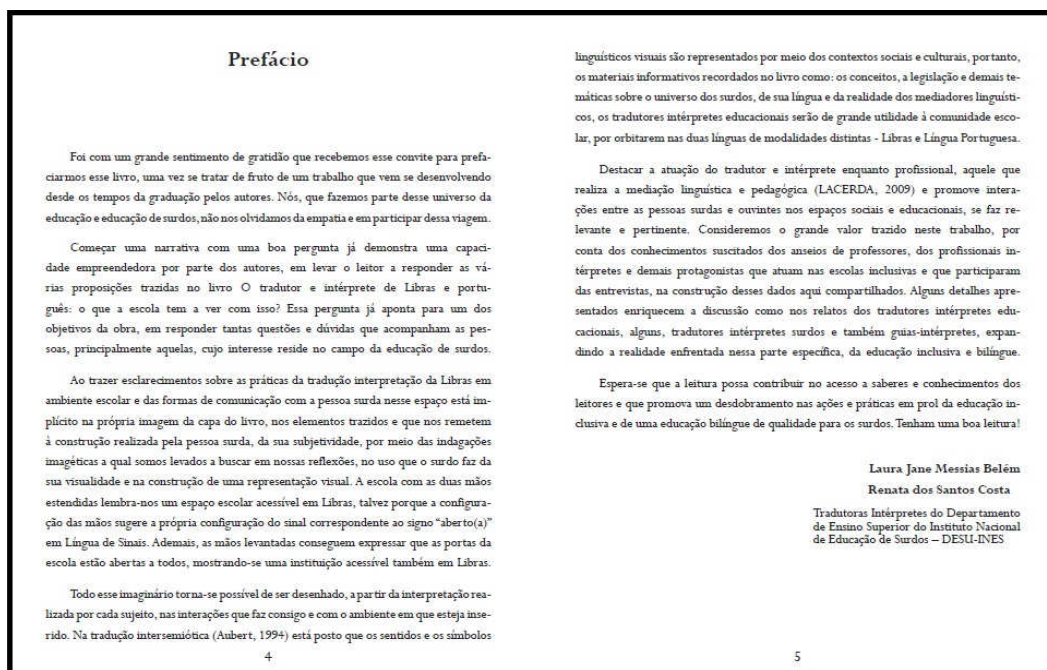 Prefácio
Foi com um grande sentimento de gratidão que recebemos esse convite para prefa-
ciarmos esse livro, uma vez se tratar de fruto de um trabalho que vem se desenvolvendo
desde os tempos da graduação pelos autores. Nós, que fazemos parte desse universo da
educação e educação de surdos, não nos olvidamos da empatia e em participar dessa viagem.
Começar uma narrativa com uma boa pergunta já demonstra uma capaci-
dade empreendedora por parte dos autores, em levar o leitor a responder as vá-
rias proposições trazidas no livro O tradutor e intérprete de Libras e portu-
guês: o que a escola tem a ver com isso? Essa pergunta já aponta para um dos
objetivos da obra, em responder tantas questões e dúvidas que acompanham as pes-
soas, principalmente aquelas, cujo interesse reside no campo da educação de surdos.
Ao trazer esclarecimentos sobre as práticas da tradução interpretação da Libras em
ambiente escolar e das formas de comunicação com a pessoa surda nesse espaço está im-
plícito na própria imagem da capa do livro, nos elementos trazidos e que nos remetem
à construção realizada pela pessoa surda, da sua subjetividade, por meio das indagações
imagéticas a qual somos levados a buscar em nossas reflexões, no uso que o surdo faz da
sua visualidade e na construção de uma representação visual. A escola com as duas mãos
estendidas lembra-nos um espaço escolar acessível em Libras, talvez porque a configura-
ção das mãos sugere a própria configuração do sinal correspondente ao signo “aberto(a)”
em Língua de Sinais. Ademais, as mãos levantadas conseguem expressar que as portas da
escola estão abertas a todos, mostrando-se uma instituição acessível também em Libras.
Todo esse imaginário torna-se possível de ser desenhado, a partir da interpretação rea-
lizada por cada sujeito, nas interações que faz consigo e com o ambiente em que esteja inse-
rido. Na tradução intersemiótica (Aubert, 1994) está posto que os sentidos e os símbolos
4
linguísticos visuais são representados por meio dos contextos sociais e culturais, portanto,
os materiais informativos recordados no livro como: os conceitos, a legislação e demais te-
máticas sobre o universo dos surdos, de sua língua e da realidade dos mediadores linguísti-
cos, os tradutores intérpretes educacionais serão de grande utilidade à comunidade esco-
lar, por orbitarem nas duas línguas de modalidades distintas - Libras e Língua Portuguesa.
Destacar a atuação do tradutor e intérprete enquanto profissional, aquele que
realiza a mediação linguística e pedagógica (LACERDA, 2009) e promove intera-
ções entre as pessoas surdas e ouvintes nos espaços sociais e educacionais, se faz re-
levante e pertinente. Consideremos o grande valor trazido neste trabalho, por
conta dos conhecimentos suscitados dos anseios de professores, dos profissionais in-
térpretes e demais protagonistas que atuam nas escolas inclusivas e que participaram
das entrevistas, na construção desses dados aqui compartilhados. Alguns detalhes apre-
sentados enriquecem a discussão como nos relatos dos tradutores intérpretes edu-
cacionais, alguns, tradutores intérpretes surdos e também guias-intérpretes, expan-
dindo a realidade enfrentada nessa parte específica, da educação inclusiva e bilíngue.
Espera-se que a leitura possa contribuir no acesso a saberes e conhecimentos dos
leitores e que promova um desdobramento nas ações e práticas em prol da educação in-
clusiva e de uma educação bilíngue de qualidade para os surdos. Tenham uma boa leitura!
Laura Jane Messias Belém
Renata dos Santos Costa
Tradutoras Intérpretes do Departamento
de Ensino Superior do Instituto Nacional
de Educação de Surdos – DESU-INES
5